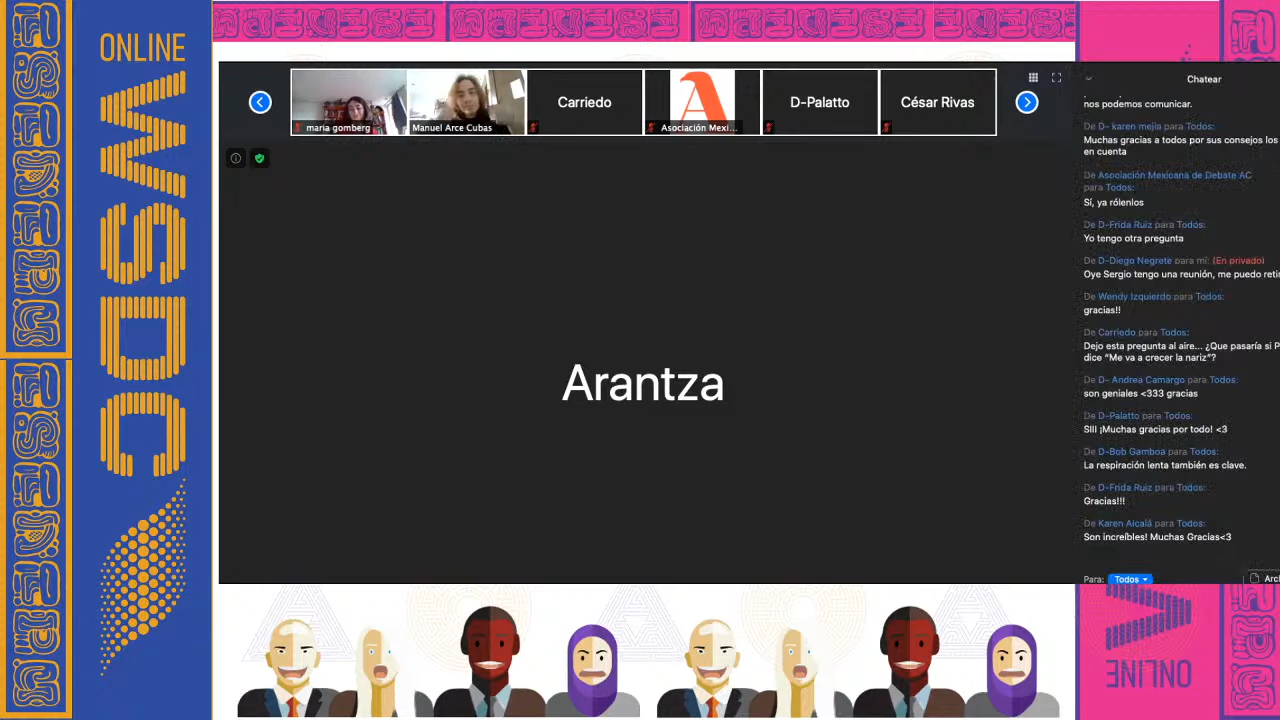 ONLINE
WSDC
maria gomberg
Manuel Arce Cubas
Carriedo
Asociación Mexi...
D-Palatto
César Rivas
Arantza
Chatear
nos podemos comunicar.
De D- karen mejia para Todos:
Muchas gracias a todos por sus consejos los
en cuenta
De Asociación Mexicana de Debate AC
para Todos:
Sí, ya rólenlos
De D-Frida Ruiz para Todos:
Yo tengo otra pregunta
De D-Diego Negrete para mí: (En privado)
Oye Sergio tengo una reunión, me puedo reti
De Wendy Izquierdo para Todos:
gracias!!
De Carriedo para Todos:
Dejo esta pregunta al aire... ¿Que pasaría si P
dice “Me va a crecer la nariz”?
De D- Andrea Camargo para Todos:
son geniales <333 gracias
De D-Palatto para Todos:
SIII ¡Muchas gracias por todo! <3
De D-Bob Gamboa para Todos:
La respiración lenta también es clave.
De D-Frida Ruiz para Todos:
Gracias!!!
De Karen Alcalá para Todos:
Son increíbles! Muchas Gracias<3
Para: Todos
Arc
ONLINE